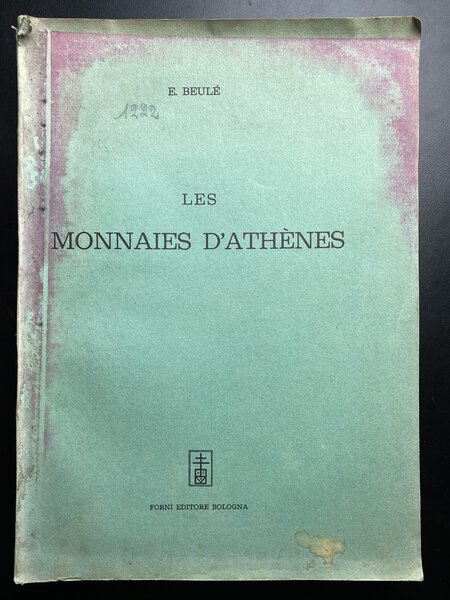 E. BEULÉ
1222
LES
MONNAIES D'ATHÈNES
FORNI EDITORE BOLOGNA